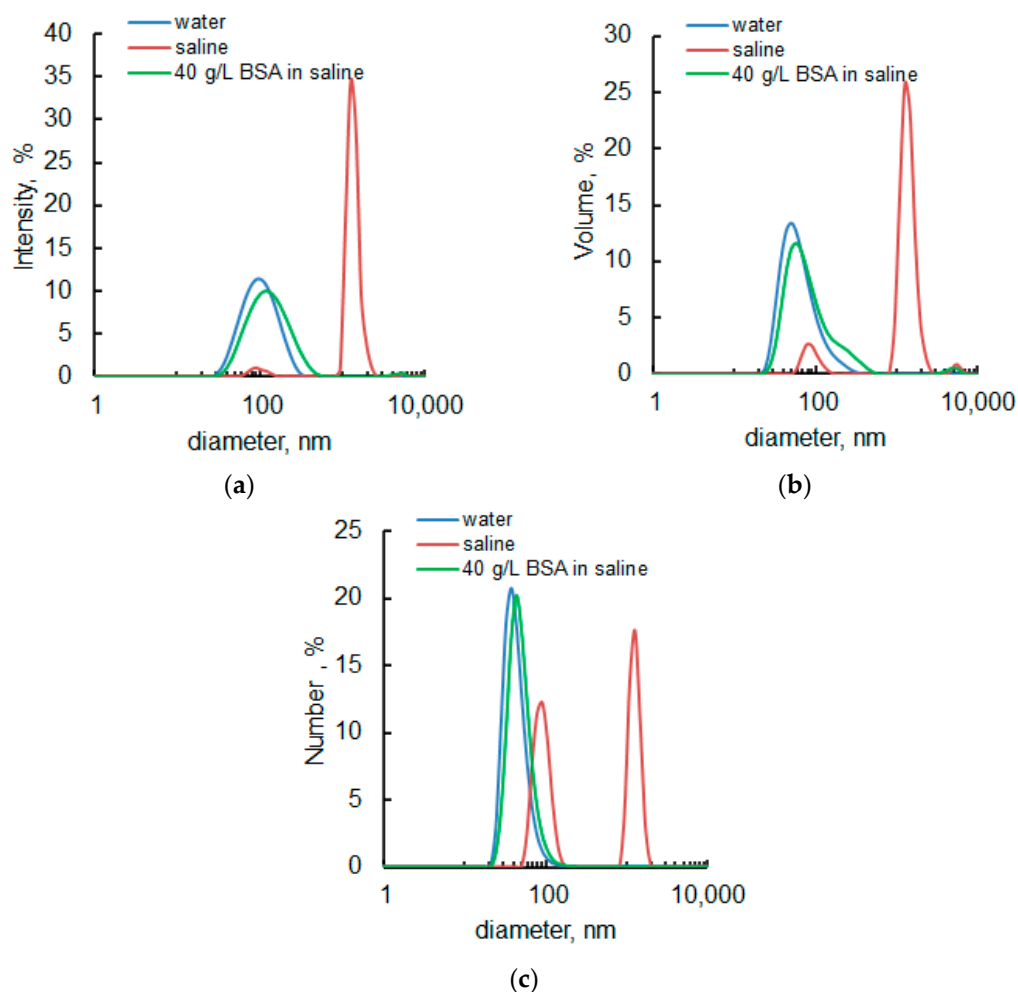 water
saline
40 g/L BSA in saline
40
35
30
25
20
15
10
5
0
Intensity, %
1
100
10,000
diameter, nm
(a)
water
saline
40 g/L BSA in saline
30
25
20
15
10
5
0
Volume, %
1
100
10,000
diameter, nm
(b)
water
saline
40 g/L BSA in saline
25
20
15
10
5
0
Number , %
1
100
10,000
diameter, nm
(c)